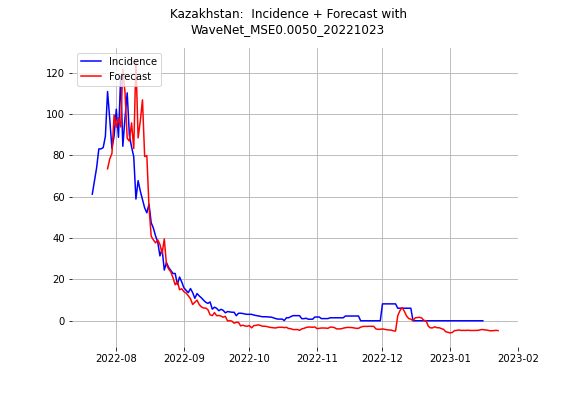 Kazakhstan:  Incidence + Forecast with
WaveNet_MSE0.0050_20221023
Incidence
Forecast
120
100
80
60
40
20
0
2022-08 2022-09 2022-10 2022-11 2022-12 2023-01 2023-02